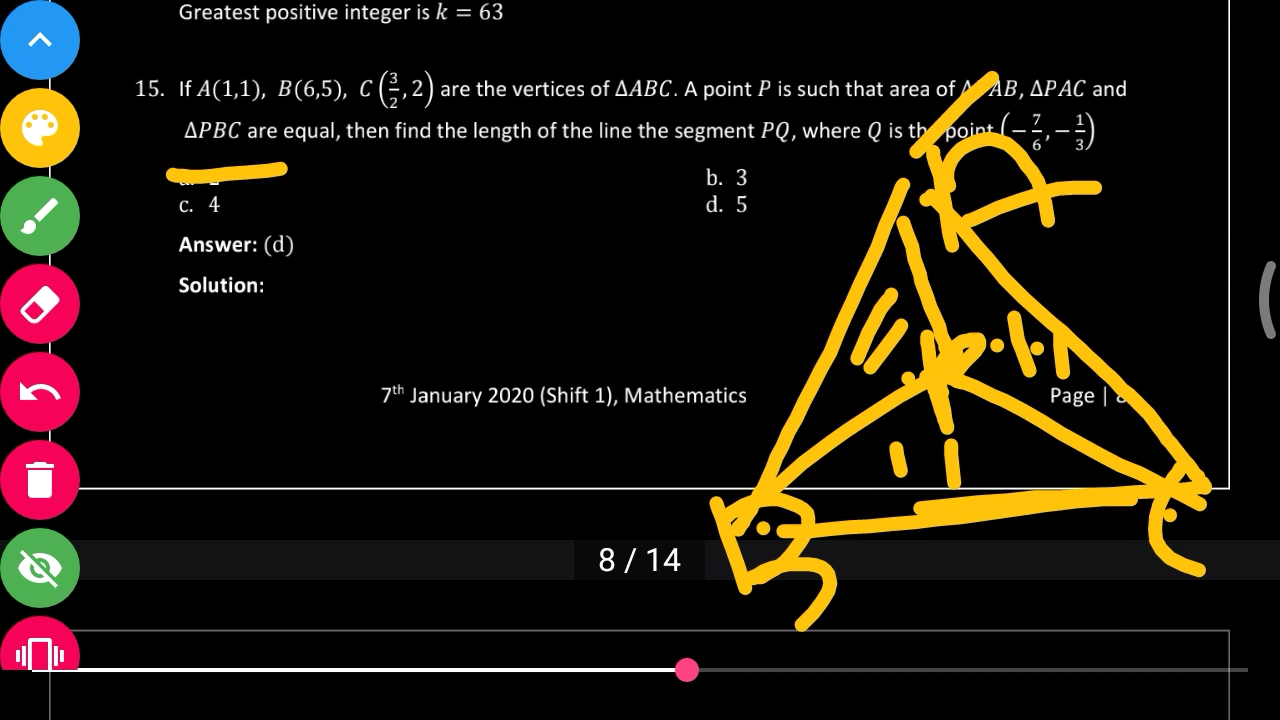 Greatest positive integer is k = 63
15. If A(1,1), B(6,5), C (3/2, 2) are the vertices of ΔABC. A point P is such that area of AB, ΔPAC and
ΔPBC are equal, then find the length of the line the segment PQ, where Q is the point (−7/6, −1/3)
b. 3
c. 4
d. 5
Answer: (d)
Solution:
A
7th January 2020 (Shift 1), Mathematics
Page |
B
C
8 / 14